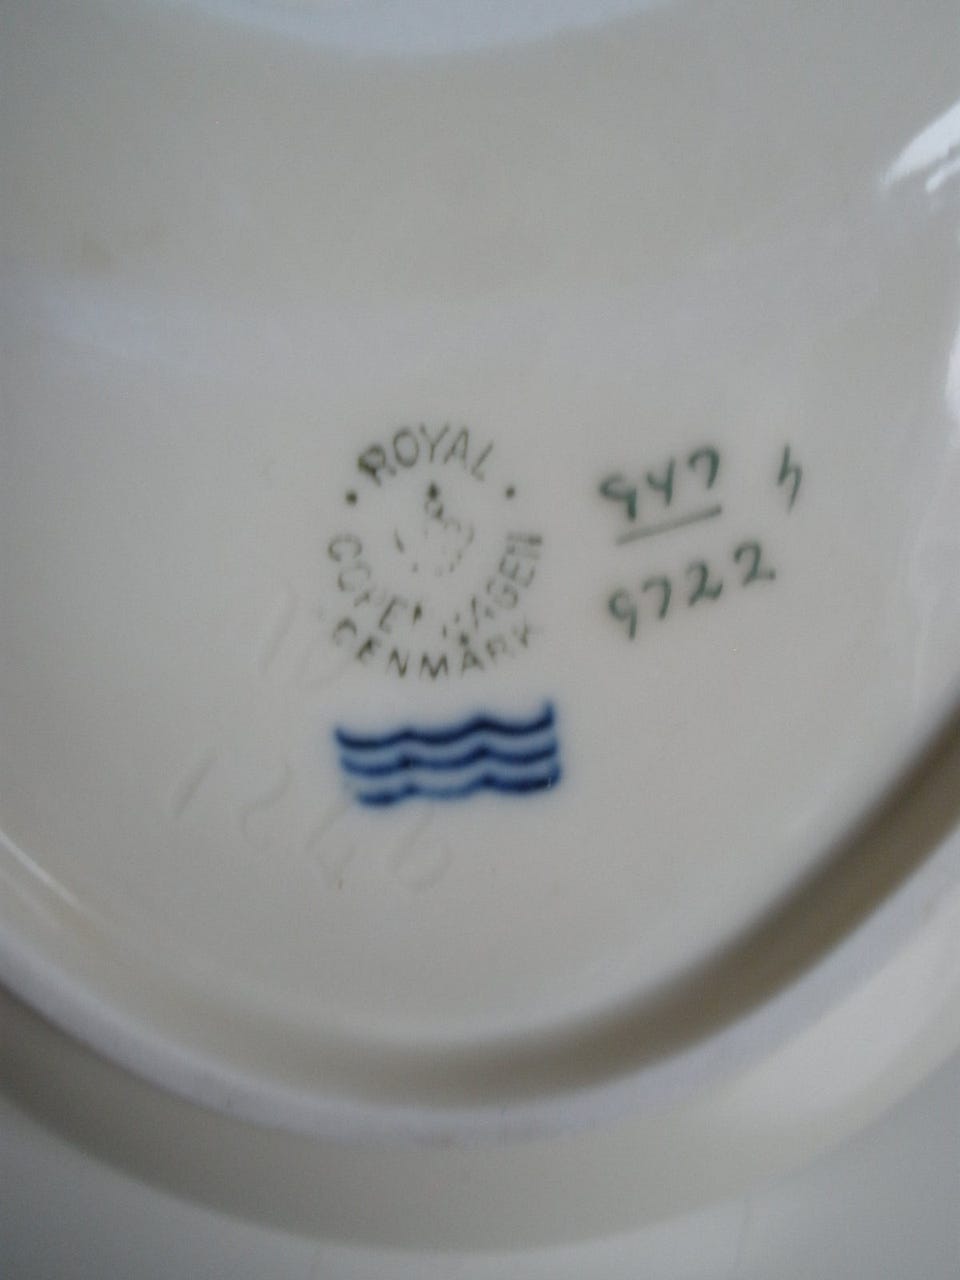 ROYAL
COPENHAGEN
DENMARK
947 h
9722